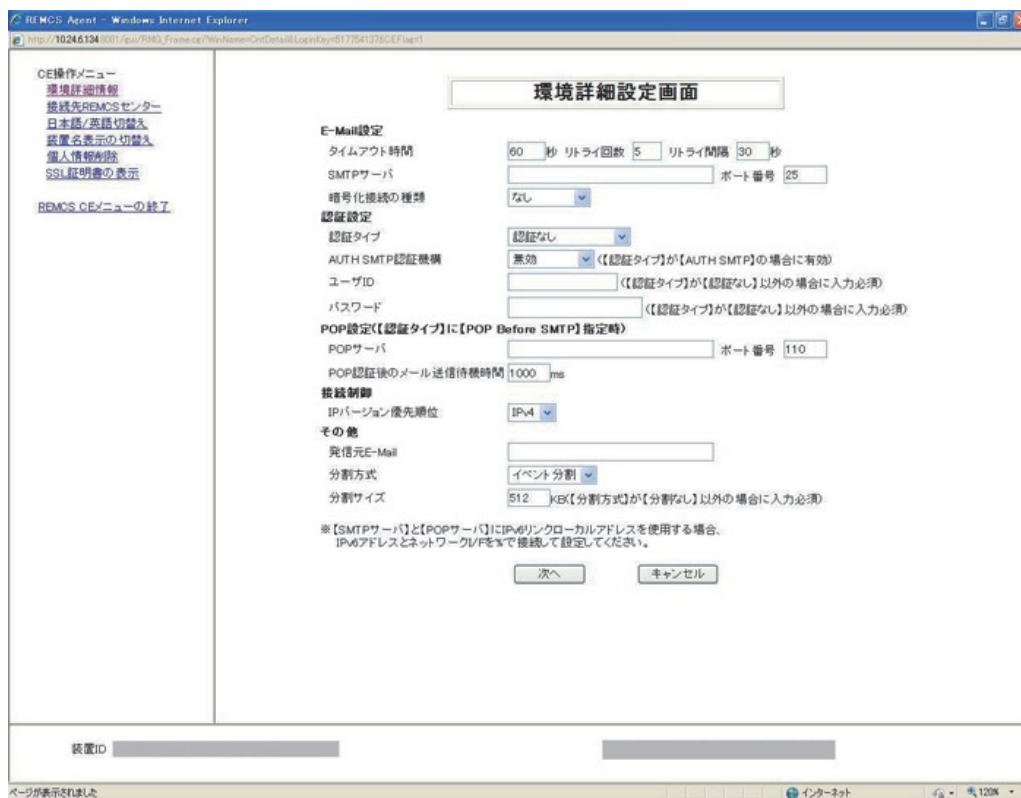 REMCS Agent - Windows Internet Explorer
http://10.24.6.134:8081/gui/RMG_Frame.cgi?WinName=CntDetail&LoginKey=517754137&CEFlag=1
CE操作メニュー
環境詳細情報
接続先REMCSセンター
日本語/英語切替え
装置名表示の切替え
個人情報削除
SSL証明書の表示
REMCS CEメニューの終了
環境詳細設定画面
E-Mail設定
タイムアウト時間 60 秒 リトライ回数 5 リトライ間隔 30 秒
SMTPサーバ ポート番号 25
暗号化接続の種類 なし
認証設定
認証タイプ 認証なし
AUTH SMTP認証機構 無効 (【認証タイプ】が【AUTH SMTP】の場合に有効)
ユーザID (【認証タイプ】が【認証なし】以外の場合に入力必須)
パスワード (【認証タイプ】が【認証なし】以外の場合に入力必須)
POP設定(【認証タイプ】に【POP Before SMTP】指定時)
POPサーバ ポート番号 110
POP認証後のメール送信待機時間 1000 ms
接続制御
IPバージョン優先順位 IPv4
その他
発信元E-Mail
分割方式 イベント分割
分割サイズ 512 KB(【分割方式】が【分割なし】以外の場合に入力必須)
※【SMTPサーバ】と【POPサーバ】にIPv6リンクローカルアドレスを使用する場合、
IPv6アドレスとネットワークI/Fを%で接続して設定してください。
次へ キャンセル
装置ID
ページが表示されました インターネット 120%